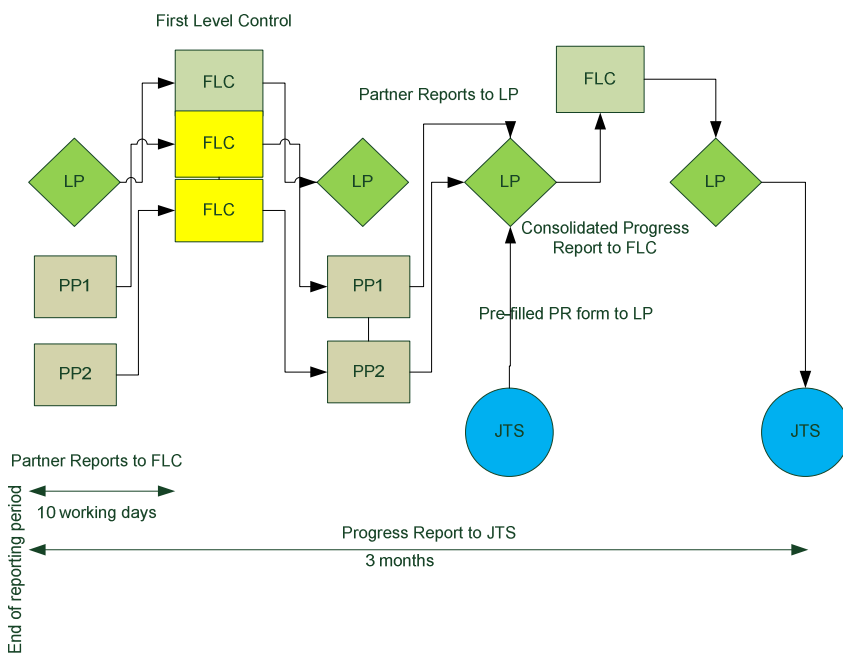 First Level Control
FLC
FLC
Partner Reports to LP
FLC
LP
LP
LP
LP
FLC
Consolidated Progress
Report to FLC
PP1
PP1
Pre-filled PR form to LP
PP2
PP2
JTS
JTS
Partner Reports to FLC
10 working days
Progress Report to JTS
3 months
End of reporting period